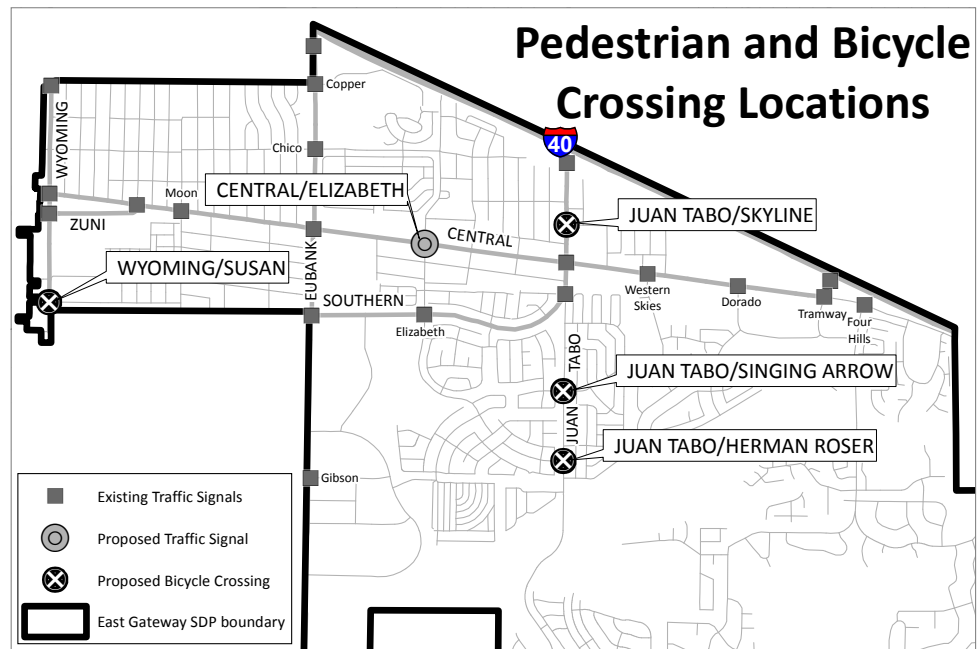 Pedestrian and Bicycle
Crossing Locations
Copper
40
WYOMING
Chico
Moon
CENTRAL/ELIZABETH
JUAN TABO/SKYLINE
ZUNI
CENTRAL
WYOMING/SUSAN
EUBANK
SOUTHERN
Western
Skies
Dorado
Tramway
Four
Hills
Elizabeth
JUAN TABO
JUAN TABO/SINGING ARROW
JUAN TABO/HERMAN ROSER
Gibson
Existing Traffic Signals
Proposed Traffic Signal
Proposed Bicycle Crossing
East Gateway SDP boundary